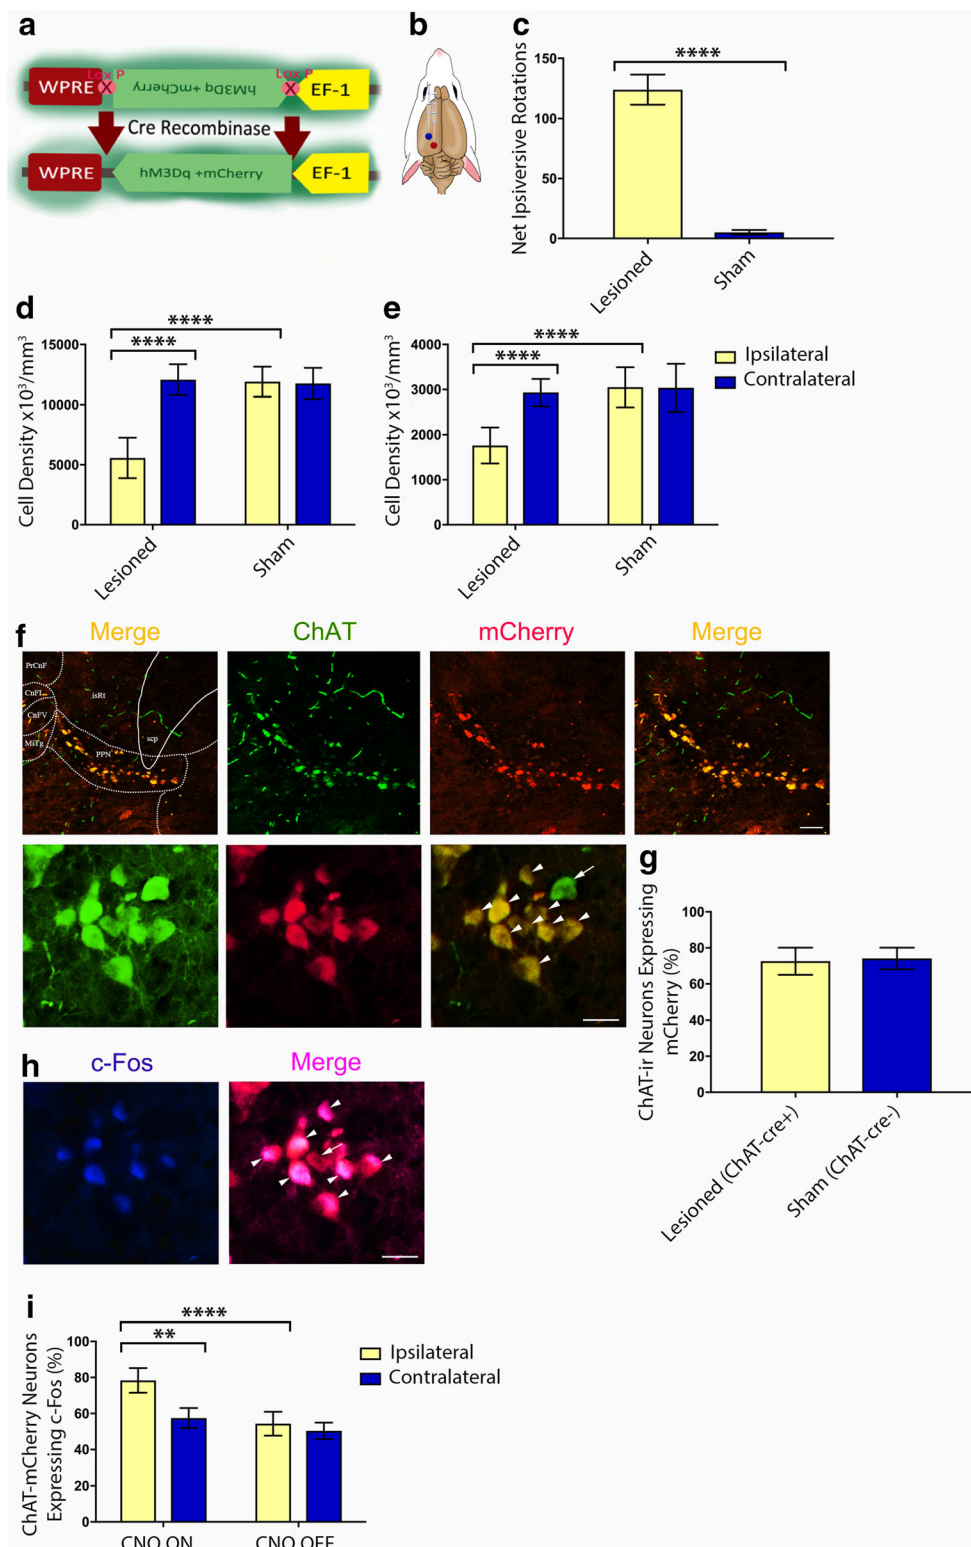 a
WPRE
Lox P
X
hM3Dq +mCherry
Lox P
X
EF-1
Cre Recombinase
WPRE
hM3Dq +mCherry
EF-1
b
c
Net Ipsiversive Rotations
150
100
50
0
****
Lesioned
Sham
d
Cell Density x10³/mm³
15000
10000
5000
0
****
****
Lesioned
Sham
e
Cell Density x10³/mm³
4000
3000
2000
1000
0
****
****
Lesioned
Sham
Ipsilateral
Contralateral
f
Merge
ChAT
mCherry
Merge
PrCnF
CnFI
CnFV
MiTg
isRt
scp
PPN
g
ChAT-ir Neurons Expressing
mCherry (%)
100
80
60
40
20
0
Lesioned (ChAT-cre+)
Sham (ChAT-cre-)
h
c-Fos
Merge
i
ChAT-mCherry Neurons
Expressing c-Fos (%)
100
80
60
40
20
0
****
**
CNO ON
CNO OFF
Ipsilateral
Contralateral